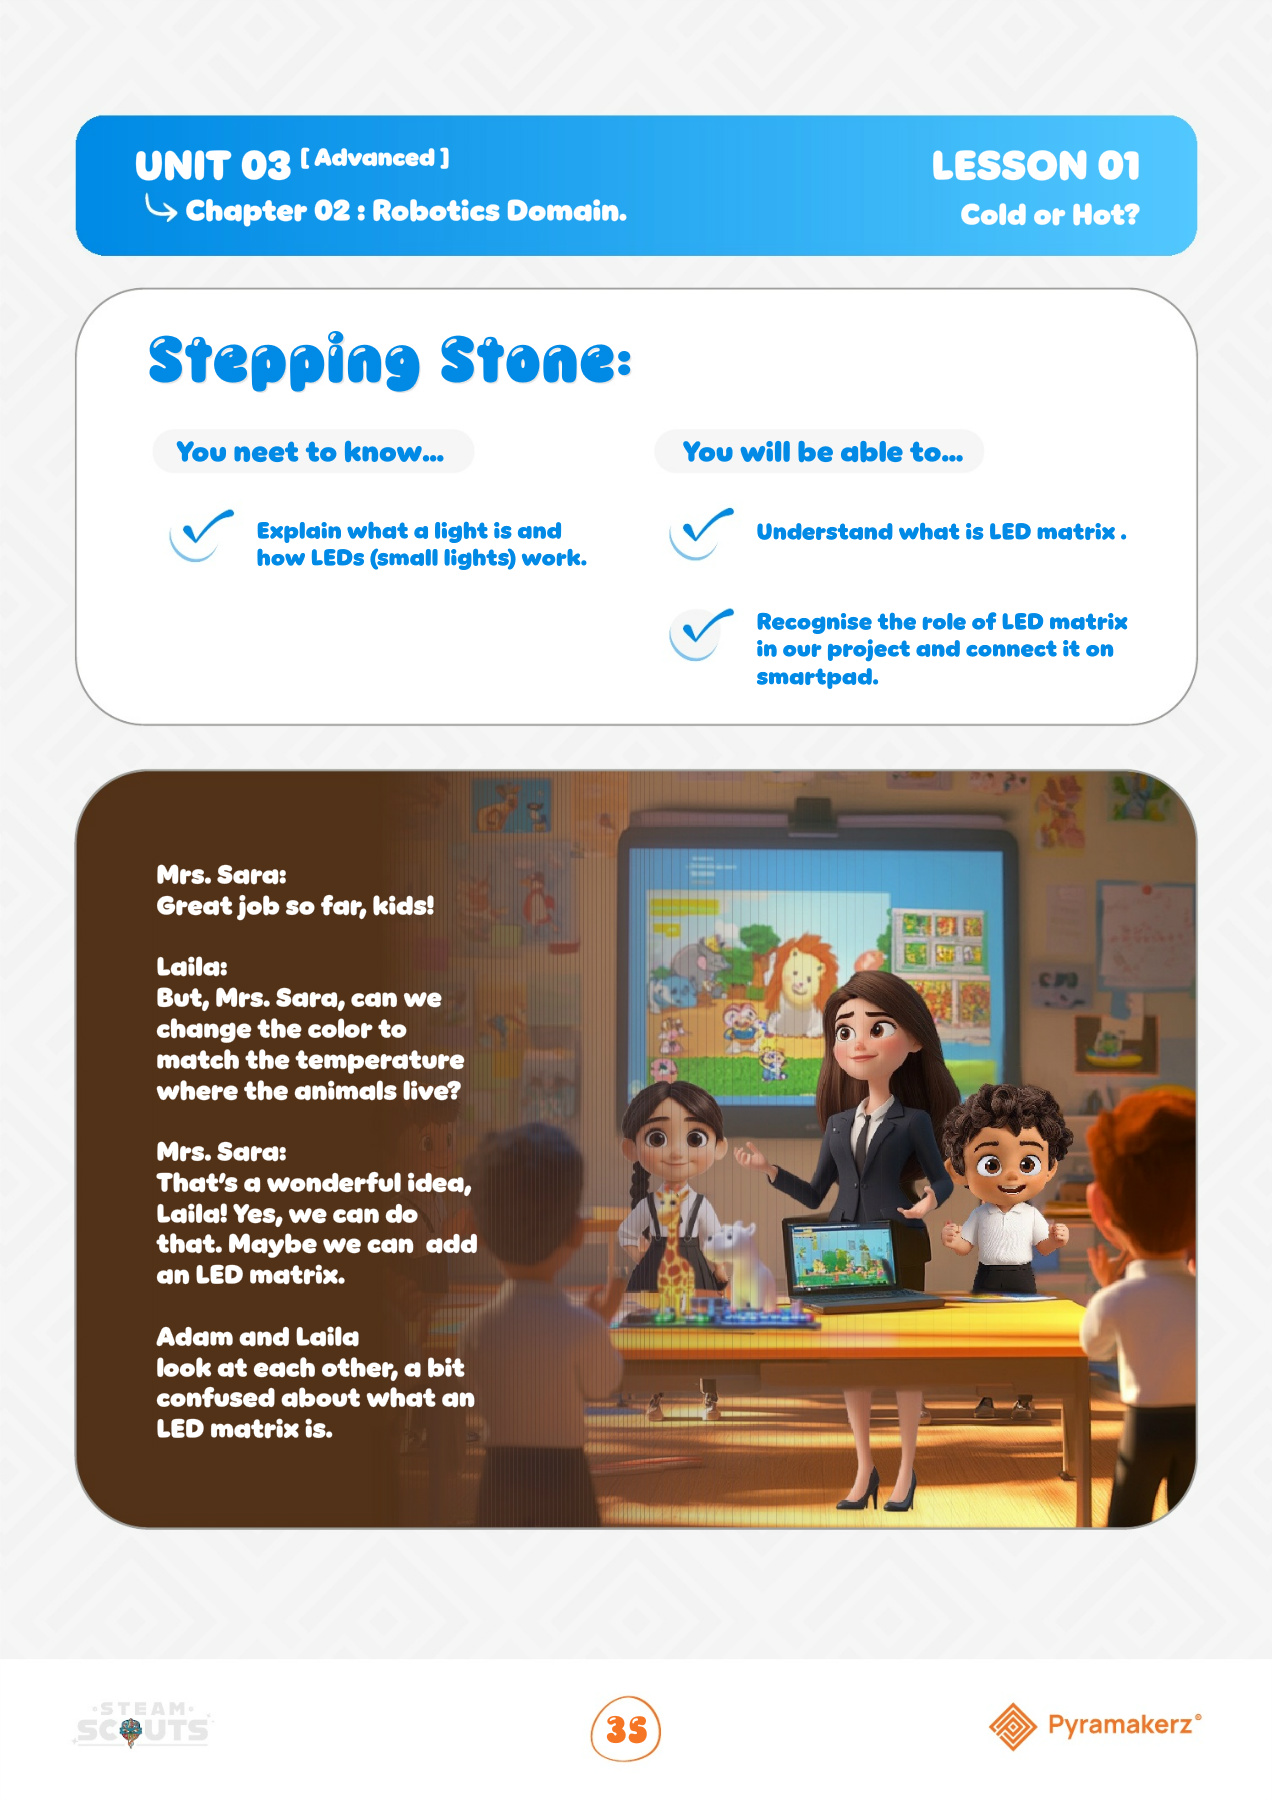 UNIT 03 [ Advanced ]
Chapter 02 : Robotics Domain.
LESSON 01
Cold or Hot?
Stepping Stone:
You neet to know...
Explain what a light is and
how LEDs (small lights) work.
You will be able to...
Understand what is LED matrix .
Recognise the role of LED matrix
in our project and connect it on
smartpad.
Mrs. Sara:
Great job so far, kids!
Laila:
But, Mrs. Sara, can we
change the color to
match the temperature
where the animals live?
Mrs. Sara:
That's a wonderful idea,
Laila! Yes, we can do
that. Maybe we can  add
an LED matrix.
Adam and Laila
look at each other, a bit
confused about what an
LED matrix is.
STEAM
SCOUTS
35
Pyramakerz®